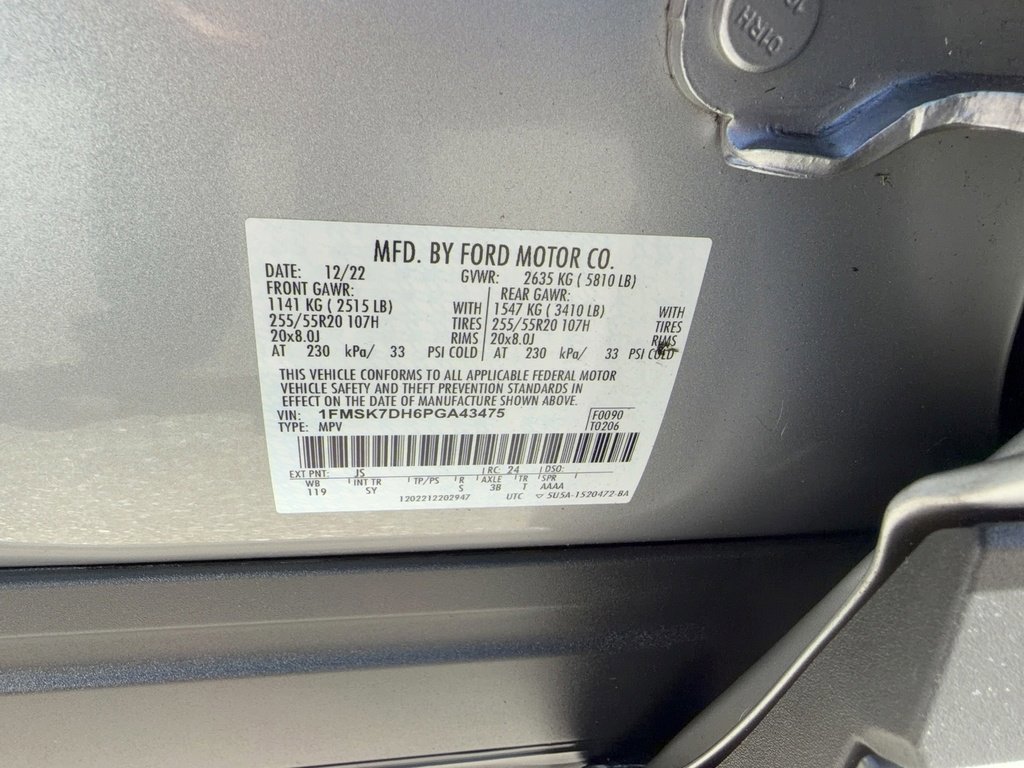 01RH
MFD. BY FORD MOTOR CO.
DATE: 12/22 GVWR: 2635 KG ( 5810 LB)
FRONT GAWR: REAR GAWR:
1141 KG ( 2515 LB) WITH 1547 KG ( 3410 LB) WITH
255/55R20 107H TIRES 255/55R20 107H TIRES
20x8.0J RIMS 20x8.0J RIMS
AT 230 kPa/ 33 PSI COLD AT 230 kPa/ 33 PSI COLD
THIS VEHICLE CONFORMS TO ALL APPLICABLE FEDERAL MOTOR
VEHICLE SAFETY AND THEFT PREVENTION STANDARDS IN
EFFECT ON THE DATE OF MANUFACTURE SHOWN ABOVE.
VIN: 1FMSK7DH6PGA43475 F0090
TYPE: MPV T0206
EXT PNT: JS RC: 24 DSO:
WB INT TR TP/PS R AXLE TR SPR
119 SY S 3B T AAAA
1202212202947 UTC 5U5A-1520472-BA